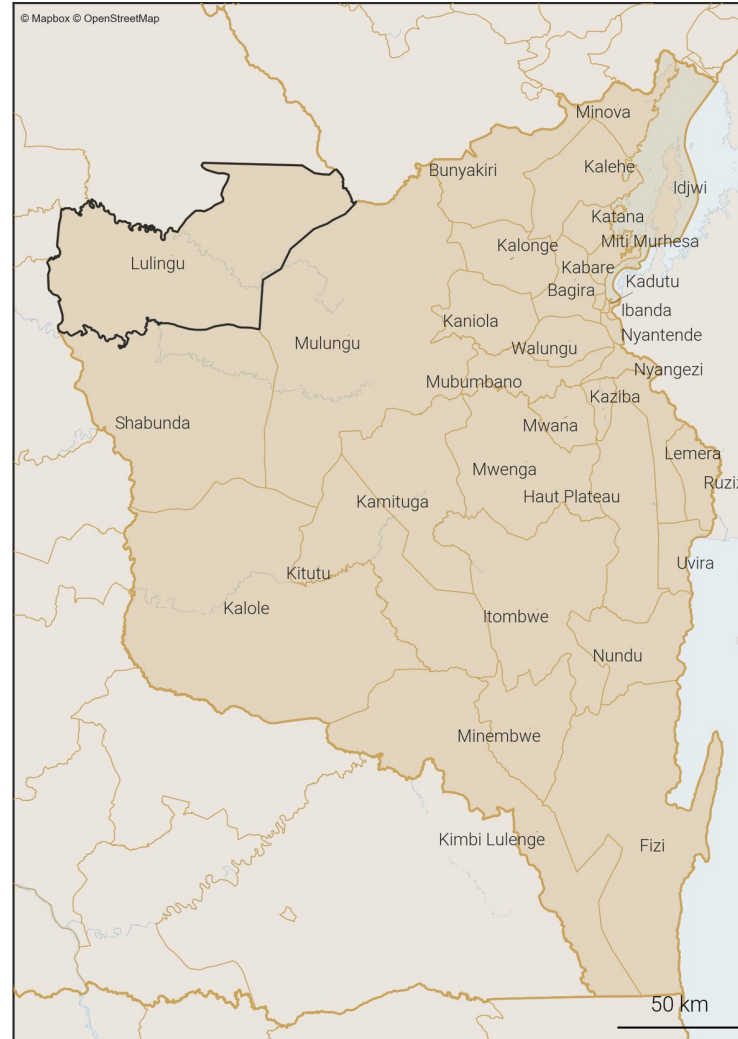 © Mapbox © OpenStreetMap
Minova
Bunyakiri
Kalehe
Idjwi
Katana
Miti Murhesa
Lulingu
Kalonge
Kabare
Kadutu
Bagira
Ibanda
Kaniola
Nyantende
Mulungu
Walungu
Nyangezi
Mubumbano
Kaziba
Shabunda
Mwana
Lemera
Mwenga
Ruziz
Kamituga
Haut Plateau
Uvira
Kitutu
Kalole
Itombwe
Nundu
Minembwe
Kimbi Lulenge
Fizi
50 km